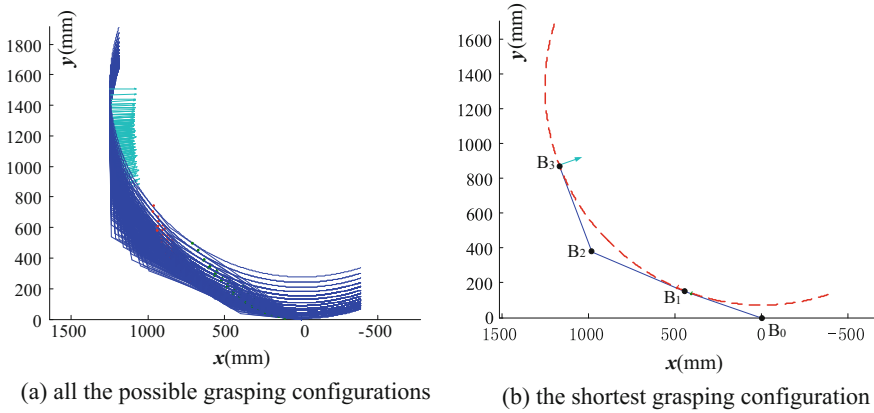 y(mm)
1800
1600
1400
1200
1000
800
600
400
200
0
1500 1000 500 0 -500
x(mm)
(a) all the possible grasping configurations
y(mm)
1600
1400
1200
1000
800
600
400
200
0
B3
B2
B1
B0
1500 1000 500 0 -500
x(mm)
(b) the shortest grasping configuration